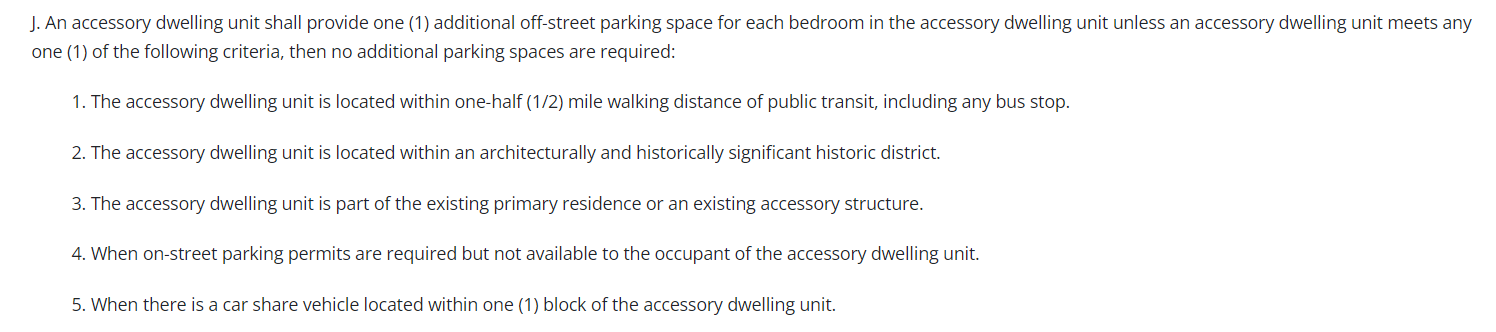 J. An accessory dwelling unit shall provide one (1) additional off-street parking space for each bedroom in the accessory dwelling unit unless an accessory dwelling unit meets any
one (1) of the following criteria, then no additional parking spaces are required:
1. The accessory dwelling unit is located within one-half (1/2) mile walking distance of public transit, including any bus stop.
2. The accessory dwelling unit is located within an architecturally and historically significant historic district.
3. The accessory dwelling unit is part of the existing primary residence or an existing accessory structure.
4. When on-street parking permits are required but not available to the occupant of the accessory dwelling unit.
5. When there is a car share vehicle located within one (1) block of the accessory dwelling unit.